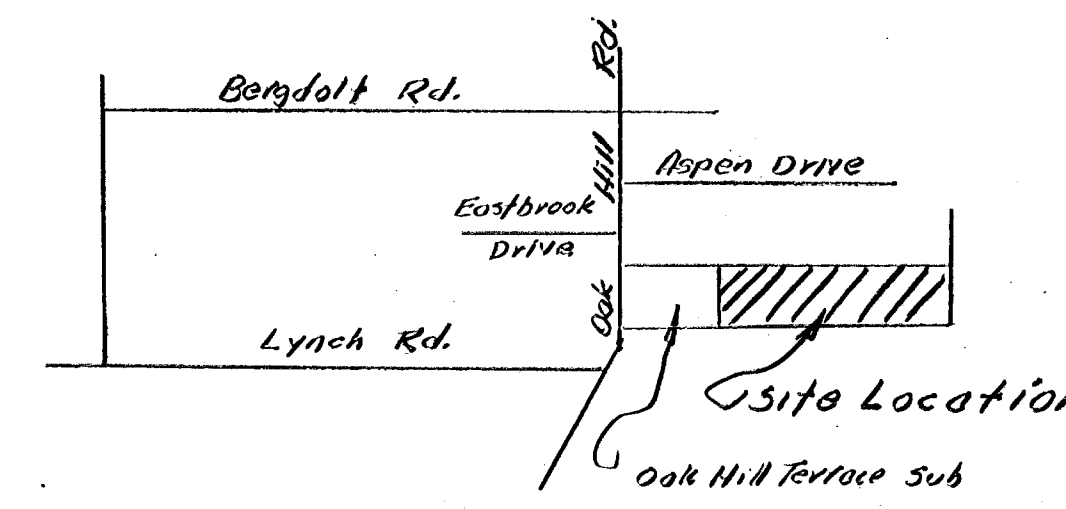 Bergdolt Rd.
Oak Hill Rd.
Aspen Drive
Eastbrook
Drive
Lynch Rd.
Site Location
Oak Hill Terrace Sub